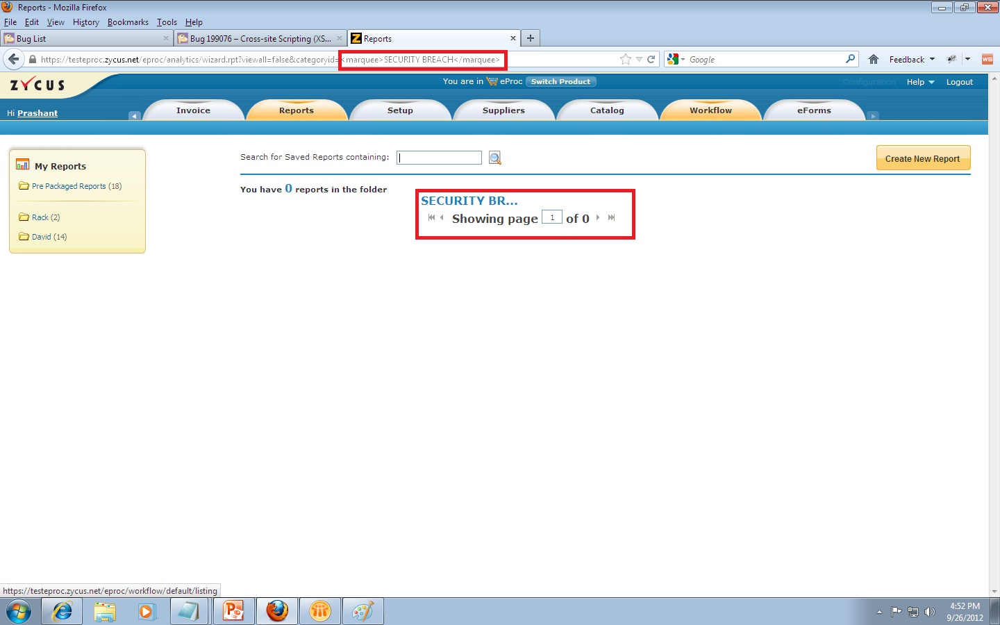 Reports - Mozilla Firefox
File Edit View History Bookmarks Tools Help
Bug List
Bug 199076 – Cross-site Scripting (XS...
Reports
https://testeproc.zycus.net/eproc/analytics/wizard.rpt?viewall=false&categoryid=<marquee>SECURITY BREACH</marquee>
Google
Feedback
ZYCUS
You are in eProc Switch Product
Configuration Help Logout
Hi Prashant
Invoice Reports Setup Suppliers Catalog Workflow eForms
My Reports
Pre Packaged Reports (18)
Rack (2)
David (14)
Search for Saved Reports containing:
Create New Report
You have 0 reports in the folder
SECURITY BR...
Showing page 1 of 0
https://testeproc.zycus.net/eproc/workflow/default/listing
4:52 PM
9/26/2012